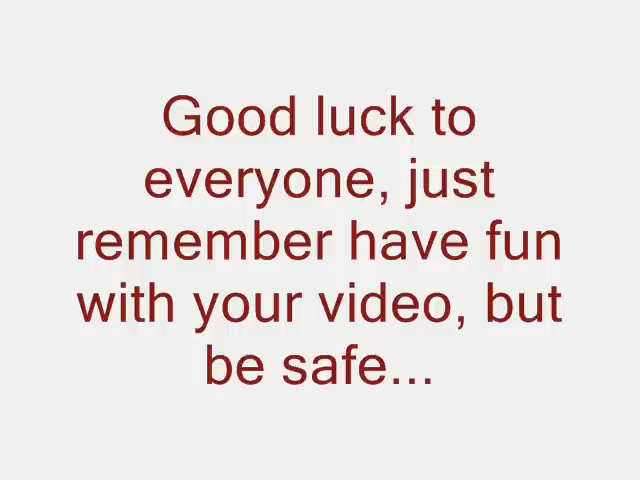 Good luck to
everyone, just
remember have fun
with your video, but
be safe...